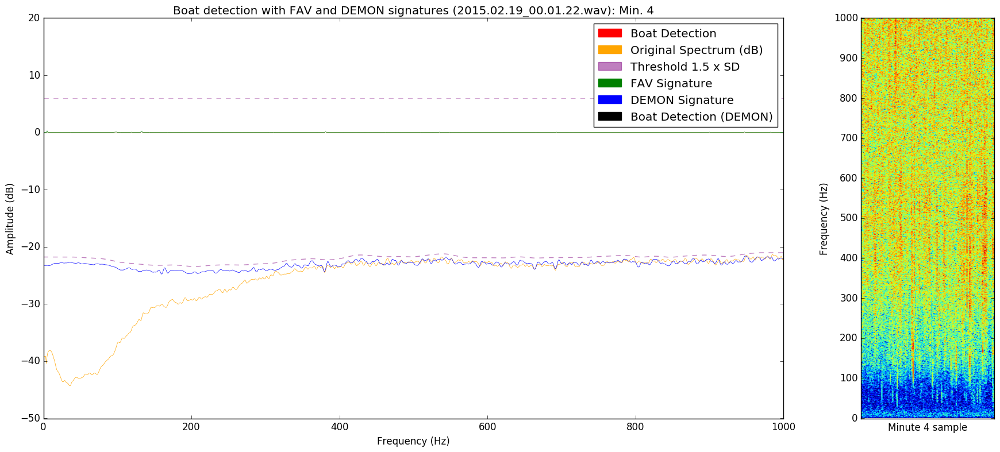 Boat detection with FAV and DEMON signatures (2015.02.19_00.01.22.wav): Min. 4
Boat Detection
Original Spectrum (dB)
Threshold 1.5 x SD
FAV Signature
DEMON Signature
Boat Detection (DEMON)
Amplitude (dB)
20
10
0
−10
−20
−30
−40
−50
0
200
400
600
800
1000
Frequency (Hz)
Frequency (Hz)
1000
900
800
700
600
500
400
300
200
100
0
Minute 4 sample